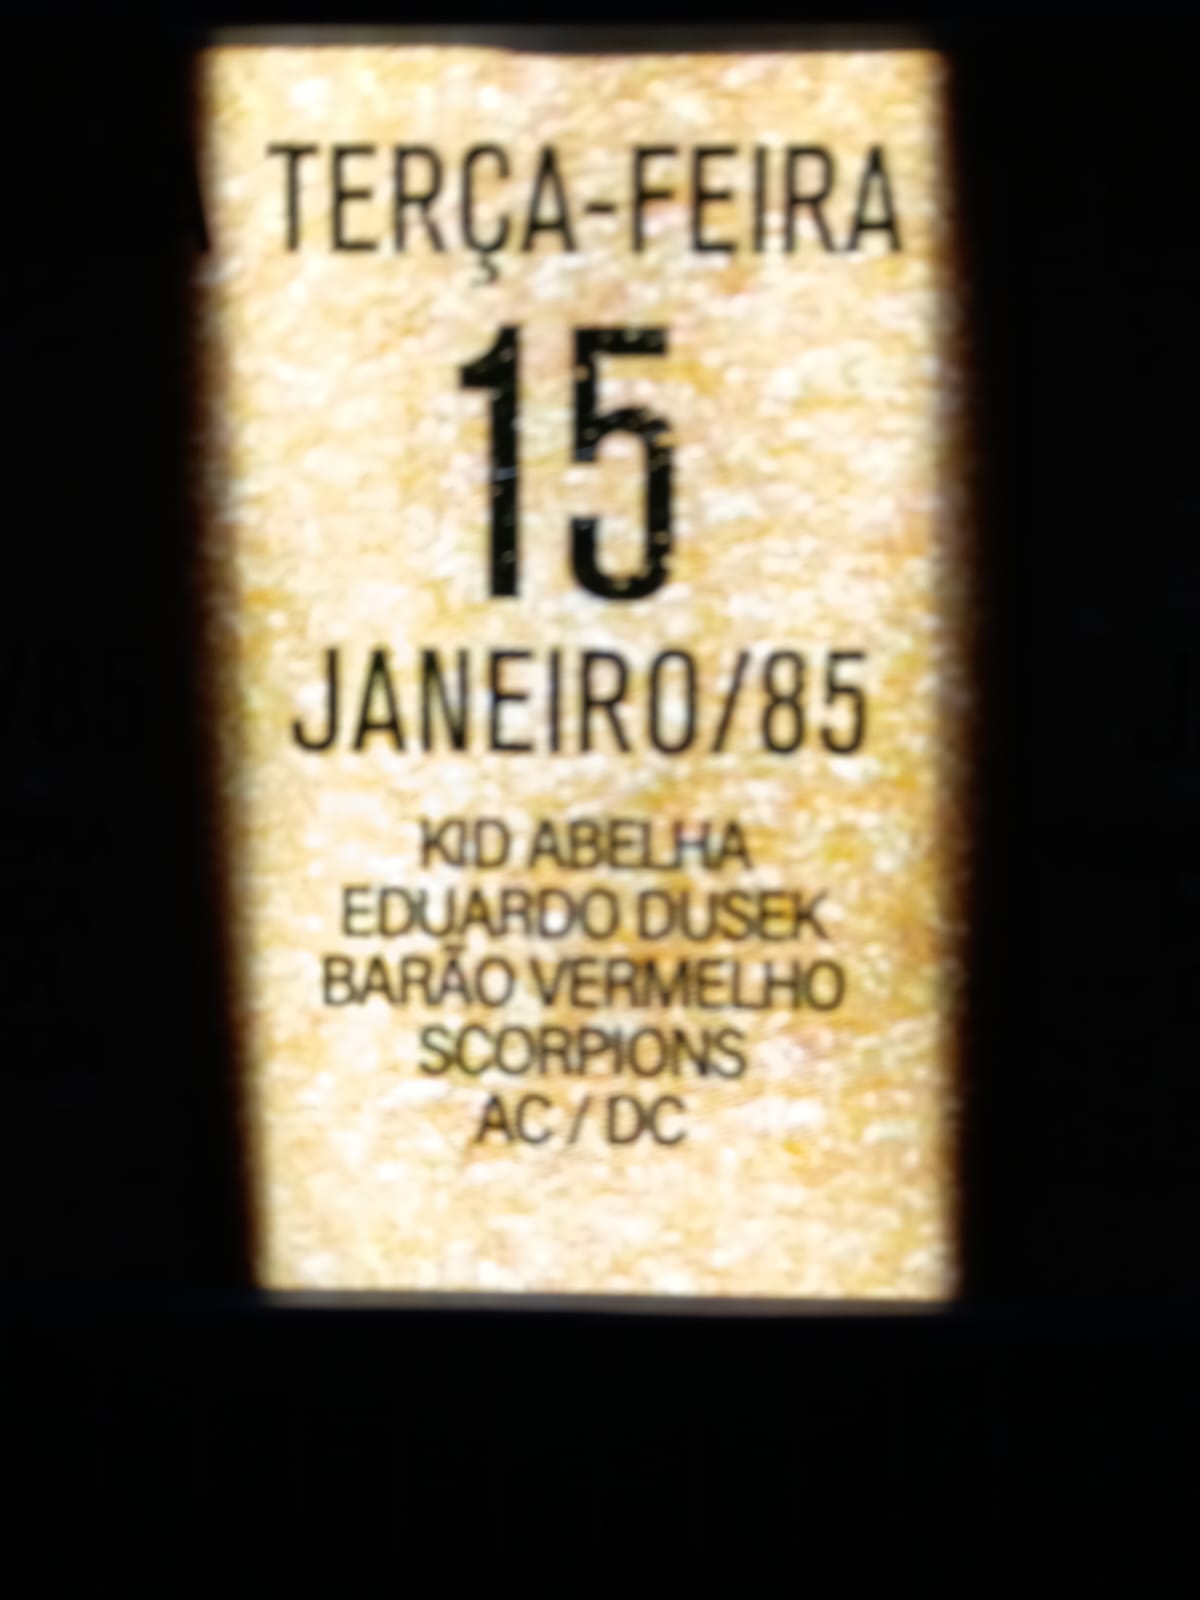 TERÇA-FEIRA
15
JANEIRO/85
KID ABELHA
EDUARDO DUSEK
BARÃO VERMELHO
SCORPIONS
AC / DC